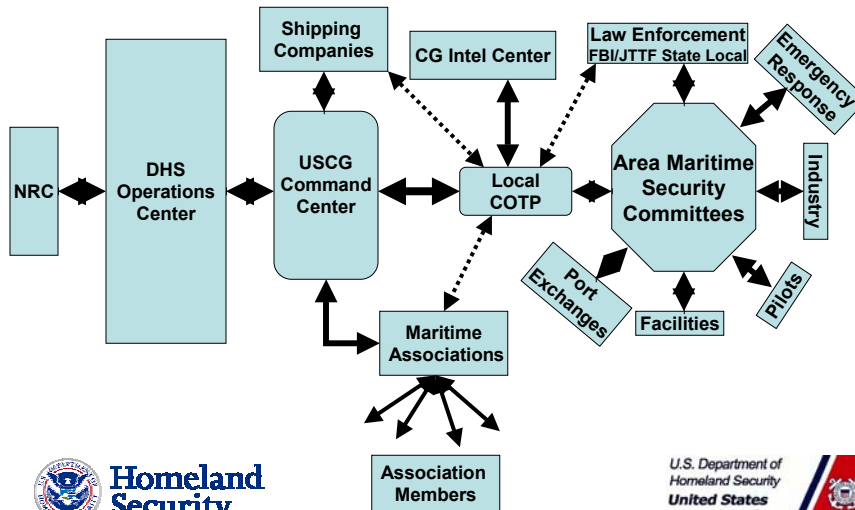 Shipping
Companies
CG Intel Center
Law Enforcement
FBI/JTTF State Local
Emergency
Response
NRC
DHS
Operations
Center
USCG
Command
Center
Local
COTP
Area Maritime
Security
Committees
Industry
Port
Exchanges
Facilities
Pilots
Maritime
Associations
Association
Members
Homeland
Security
U.S. Department of
Homeland Security
United States